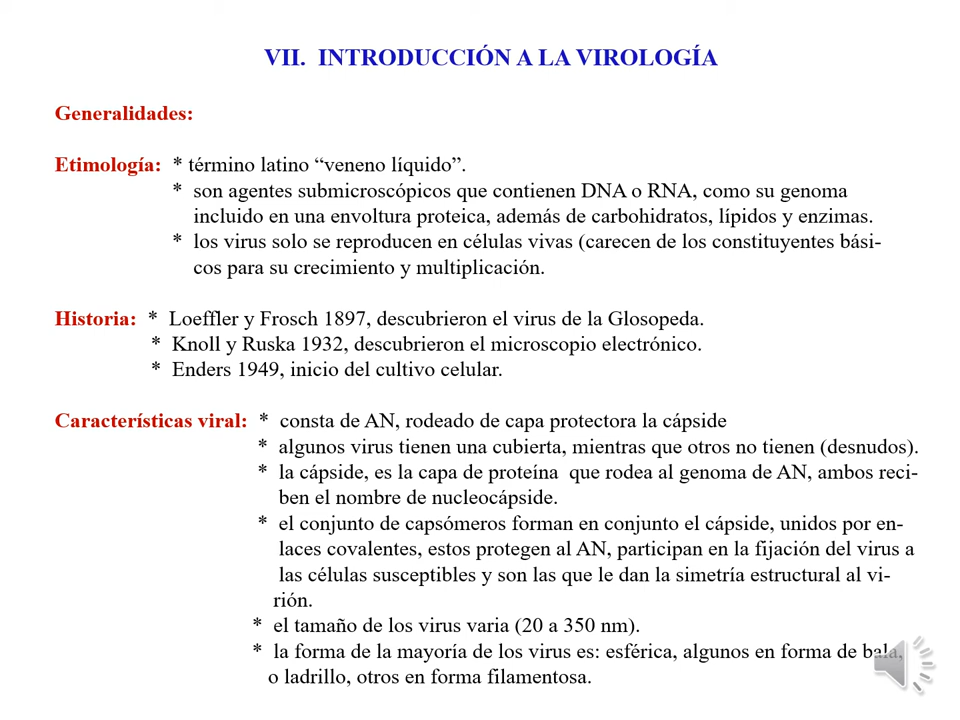 VII. INTRODUCCIÓN A LA VIROLOGÍA
Generalidades:
Etimología: * término latino “veneno líquido”.
* son agentes submicroscópicos que contienen DNA o RNA, como su genoma
incluido en una envoltura proteica, además de carbohidratos, lípidos y enzimas.
* los virus solo se reproducen en células vivas (carecen de los constituyentes bási-
cos para su crecimiento y multiplicación.
Historia: * Loeffler y Frosch 1897, descubrieron el virus de la Glosopeda.
* Knoll y Ruska 1932, descubrieron el microscopio electrónico.
* Enders 1949, inicio del cultivo celular.
Características viral: * consta de AN, rodeado de capa protectora la cápside
* algunos virus tienen una cubierta, mientras que otros no tienen (desnudos).
* la cápside, es la capa de proteína que rodea al genoma de AN, ambos reci-
ben el nombre de nucleocápside.
* el conjunto de capsómeros forman en conjunto el cápside, unidos por en-
laces covalentes, estos protegen al AN, participan en la fijación del virus a
las células susceptibles y son las que le dan la simetría estructural al vi-
rión.
* el tamaño de los virus varia (20 a 350 nm).
* la forma de la mayoría de los virus es: esférica, algunos en forma de bala,
o ladrillo, otros en forma filamentosa.